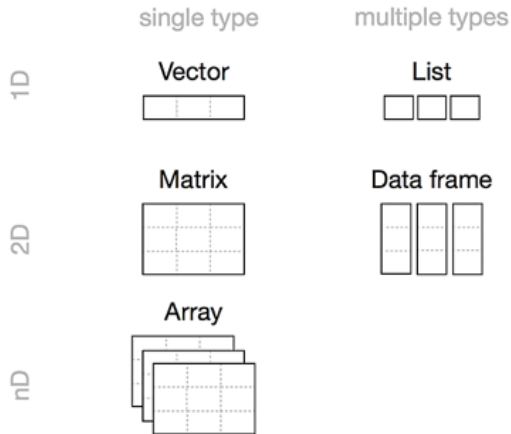 single type
multiple types
1D
Vector
List
2D
Matrix
Data frame
nD
Array